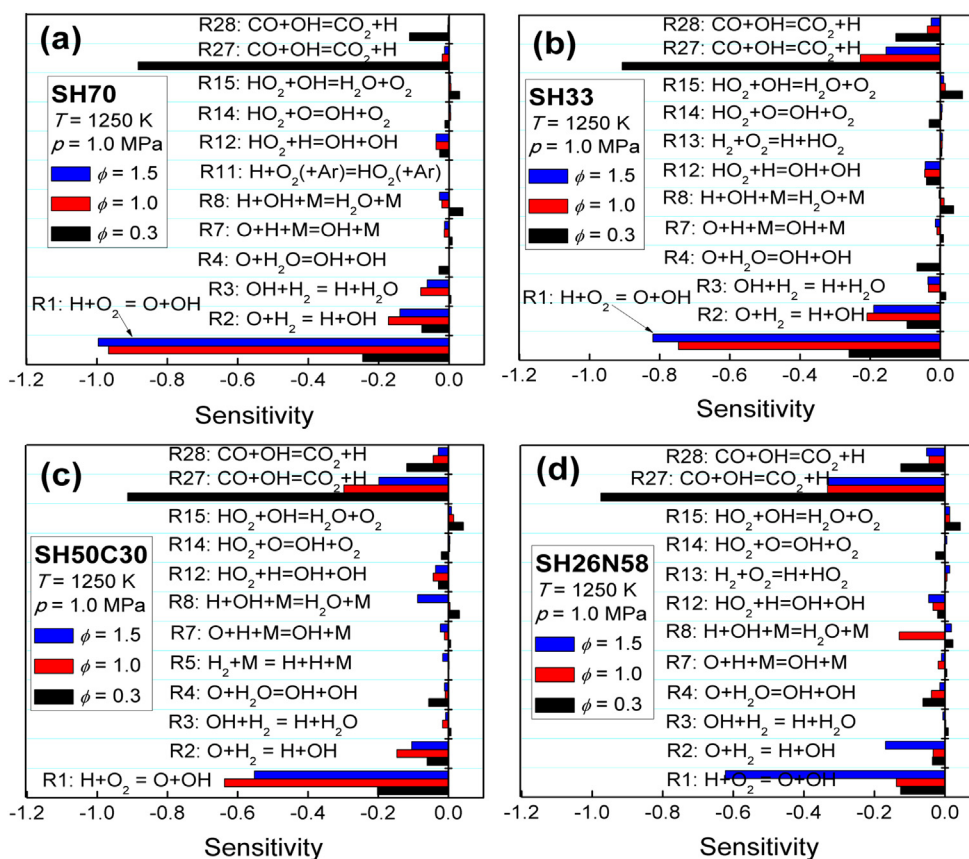 (a)
R28: CO+OH=CO₂+H
R27: CO+OH=CO₂+H
R15: HO₂+OH=H₂O+O₂
R14: HO₂+O=OH+O₂
R12: HO₂+H=OH+OH
R11: H+O₂(+Ar)=HO₂(+Ar)
R8: H+OH+M=H₂O+M
R7: O+H+M=OH+M
R4: O+H₂O=OH+OH
R3: OH+H₂ = H+H₂O
R1: H+O₂ = O+OH
R2: O+H₂ = H+OH
SH70
T = 1250 K
p = 1.0 MPa
ϕ = 1.5
ϕ = 1.0
ϕ = 0.3
-1.2 -1.0 -0.8 -0.6 -0.4 -0.2 0.0
Sensitivity
(b)
R28: CO+OH=CO₂+H
R27: CO+OH=CO₂+H
R15: HO₂+OH=H₂O+O₂
R14: HO₂+O=OH+O₂
R13: H₂+O₂=H+HO₂
R12: HO₂+H=OH+OH
R8: H+OH+M=H₂O+M
R7: O+H+M=OH+M
R4: O+H₂O=OH+OH
R3: OH+H₂ = H+H₂O
R1: H+O₂ = O+OH
R2: O+H₂ = H+OH
SH33
T = 1250 K
p = 1.0 MPa
ϕ = 1.5
ϕ = 1.0
ϕ = 0.3
-1.2 -1.0 -0.8 -0.6 -0.4 -0.2 0.0
Sensitivity
(c)
R28: CO+OH=CO₂+H
R27: CO+OH=CO₂+H
R15: HO₂+OH=H₂O+O₂
R14: HO₂+O=OH+O₂
R12: HO₂+H=OH+OH
R8: H+OH+M=H₂O+M
R7: O+H+M=OH+M
R5: H₂+M = H+H+M
R4: O+H₂O=OH+OH
R3: OH+H₂ = H+H₂O
R2: O+H₂ = H+OH
R1: H+O₂ = O+OH
SH50C30
T = 1250 K
p = 1.0 MPa
ϕ = 1.5
ϕ = 1.0
ϕ = 0.3
-1.2 -1.0 -0.8 -0.6 -0.4 -0.2 0.0
Sensitivity
(d)
R28: CO+OH=CO₂+H
R27: CO+OH=CO₂+H
R15: HO₂+OH=H₂O+O₂
R14: HO₂+O=OH+O₂
R13: H₂+O₂=H+HO₂
R12: HO₂+H=OH+OH
R8: H+OH+M=H₂O+M
R7: O+H+M=OH+M
R4: O+H₂O=OH+OH
R3: OH+H₂ = H+H₂O
R2: O+H₂ = H+OH
R1: H+O₂ = O+OH
SH26N58
T = 1250 K
p = 1.0 MPa
ϕ = 1.5
ϕ = 1.0
ϕ = 0.3
-1.2 -1.0 -0.8 -0.6 -0.4 -0.2 0.0
Sensitivity